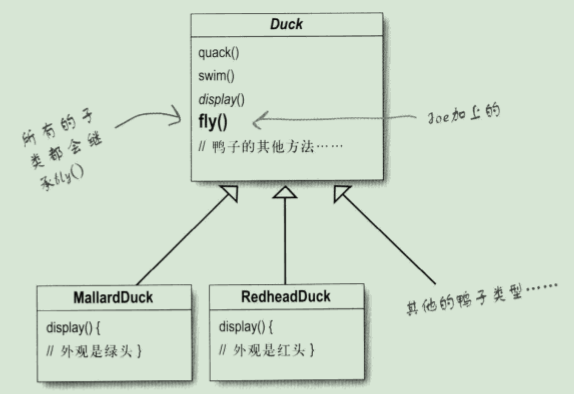 Duck
quack()
swim()
display()
fly()
// 鸭子的其他方法……
所有的子
类都会继
承fly()
Joe加上的
MallardDuck
display() {
// 外观是绿头 }
RedheadDuck
display() {
// 外观是红头 }
其他的鸭子类型……